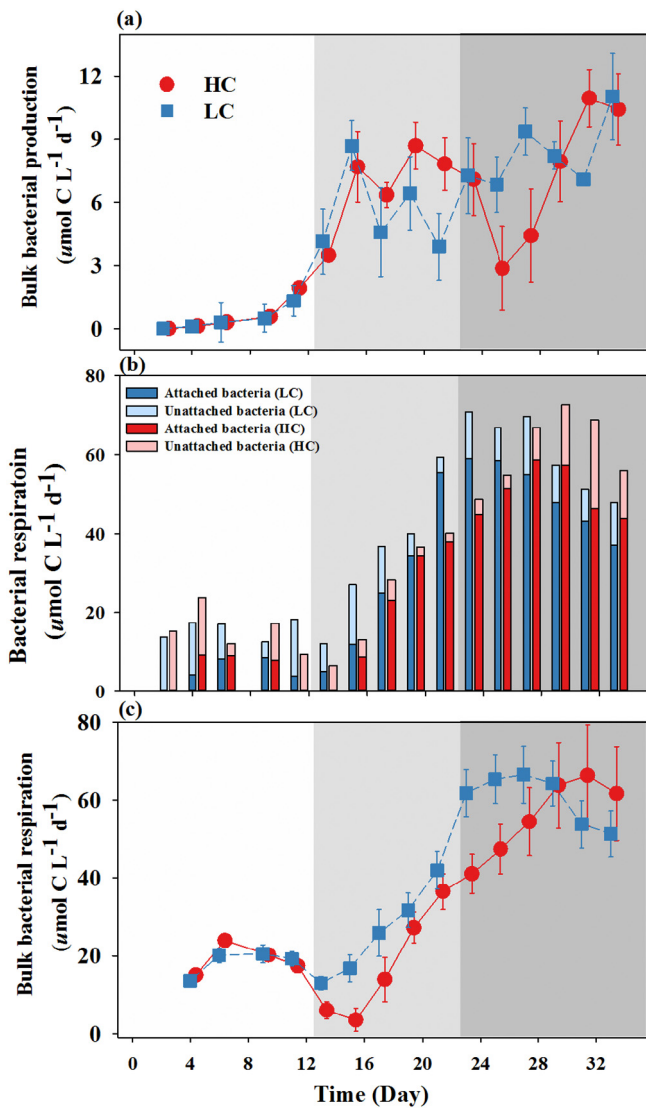 (a)
Bulk bacterial production
(umol C L-1 d-1)
12
9
6
3
0
HC
LC
(b)
Bacterial respiratoin
(umol C L-1 d-1)
80
60
40
20
0
Attached bacteria (LC)
Unattached bacteria (LC)
Attached bacteria (HC)
Unattached bacteria (HC)
(c)
Bulk bacterial respiration
(umol C L-1 d-1)
80
60
40
20
0
0 4 8 12 16 20 24 28 32
Time (Day)